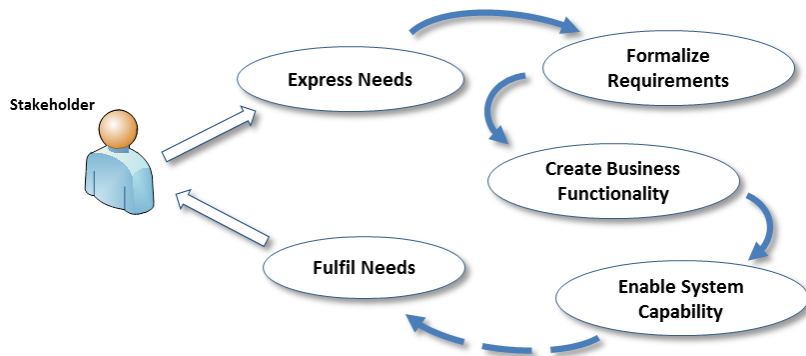 Stakeholder
Express Needs
Formalize
Requirements
Create Business
Functionality
Enable System
Capability
Fulfil Needs